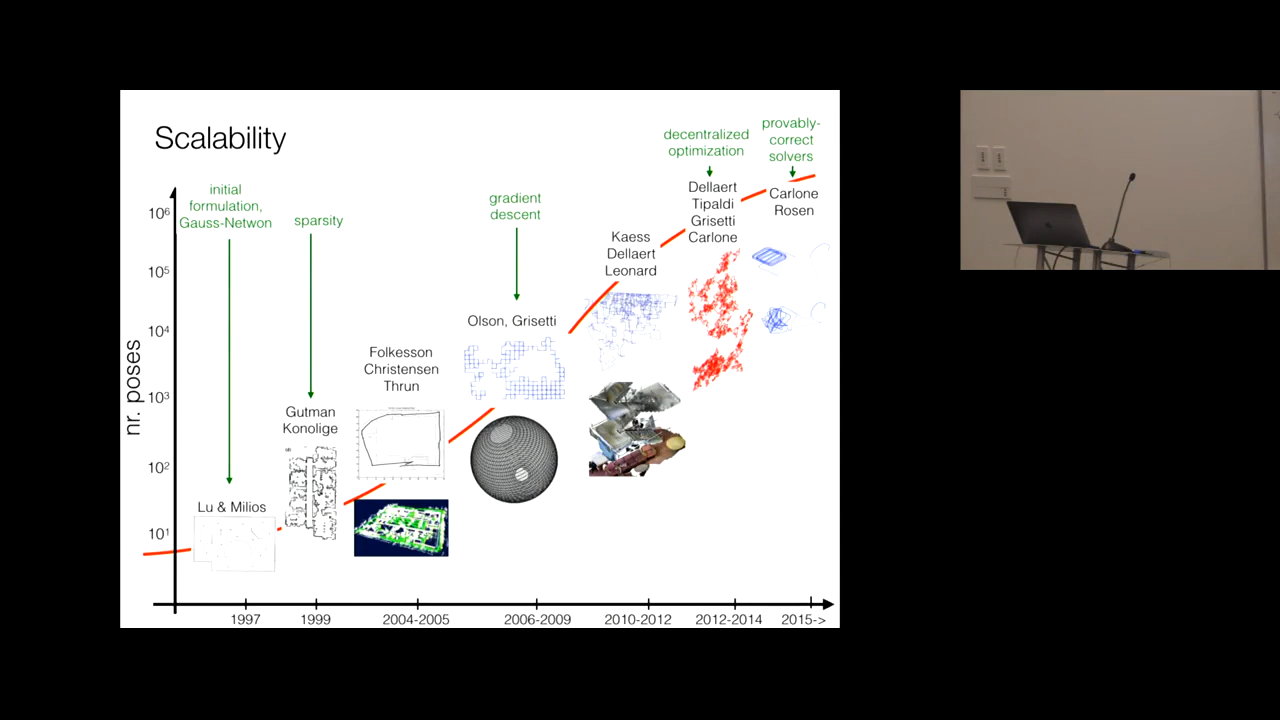 Scalability
initial
formulation,
Gauss-Netwon
sparsity
gradient
descent
decentralized
optimization
provably-
correct
solvers
nr. poses
10⁶
10⁵
10⁴
10³
10²
10¹
Lu & Milios
Gutman
Konolige
Folkesson
Christensen
Thrun
Olson, Grisetti
Kaess
Dellaert
Leonard
Dellaert
Tipaldi
Grisetti
Carlone
Carlone
Rosen
1997
1999
2004-2005
2006-2009
2010-2012
2012-2014
2015->